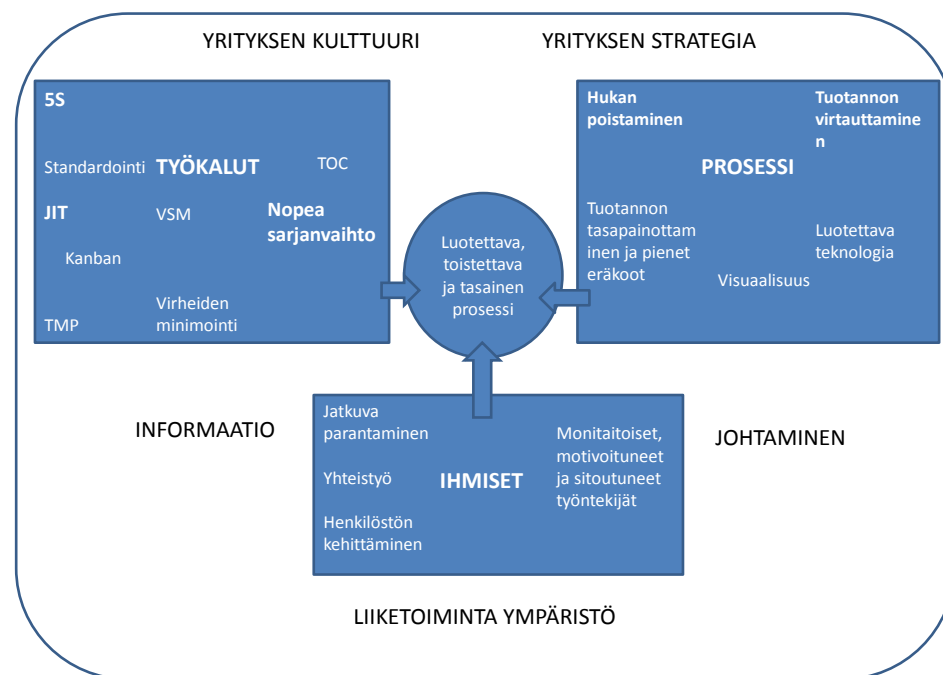 YRITYKSEN KULTTUURI
YRITYKSEN STRATEGIA
5S
Standardointi
TYÖKALUT
TOC
JIT
VSM
Nopea
sarjanvaihto
Kanban
Virheiden
minimointi
TMP
Hukan
poistaminen
Tuotannon
virtauttamine
n
PROSESSI
Tuotannon
tasapainottam
inen ja pienet
eräkoot
Luotettava
teknologia
Visuaalisuus
Luotettava,
toistettava
ja tasainen
prosessi
INFORMAATIO
JOHTAMINEN
Jatkuva
parantaminen
Yhteistyö
IHMISET
Monitaitoiset,
motivoituneet
ja sitoutuneet
työntekijät
Henkilöstön
kehittäminen
LIIKETOIMINTA YMPÄRISTÖ